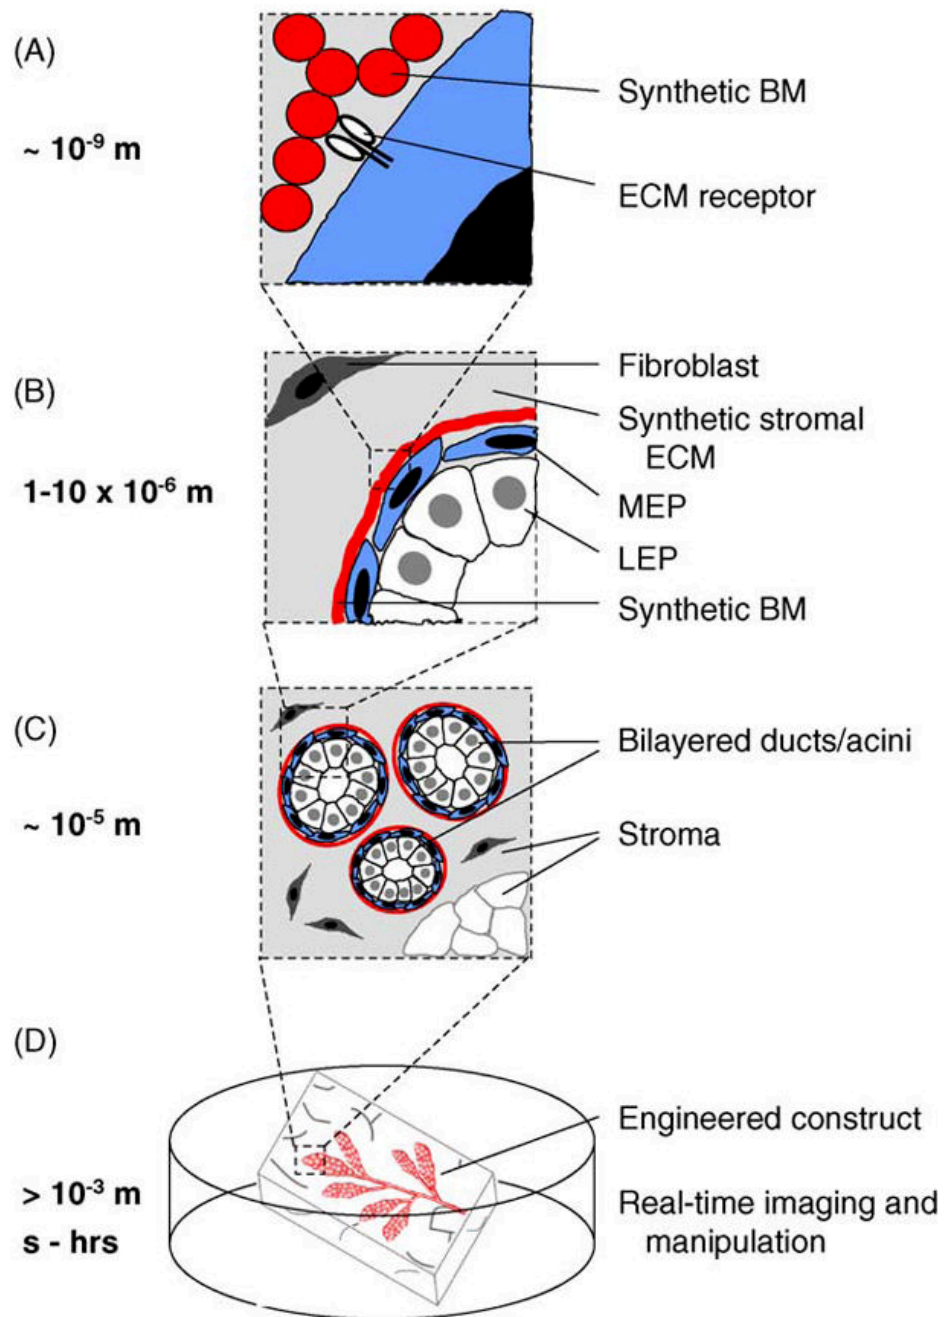 (A)
~ 10⁻⁹ m
Synthetic BM
ECM receptor
(B)
1-10 x 10⁻⁶ m
Fibroblast
Synthetic stromal
ECM
MEP
LEP
Synthetic BM
(C)
~ 10⁻⁵ m
Bilayered ducts/acini
Stroma
(D)
> 10⁻³ m
s - hrs
Engineered construct
Real-time imaging and
manipulation